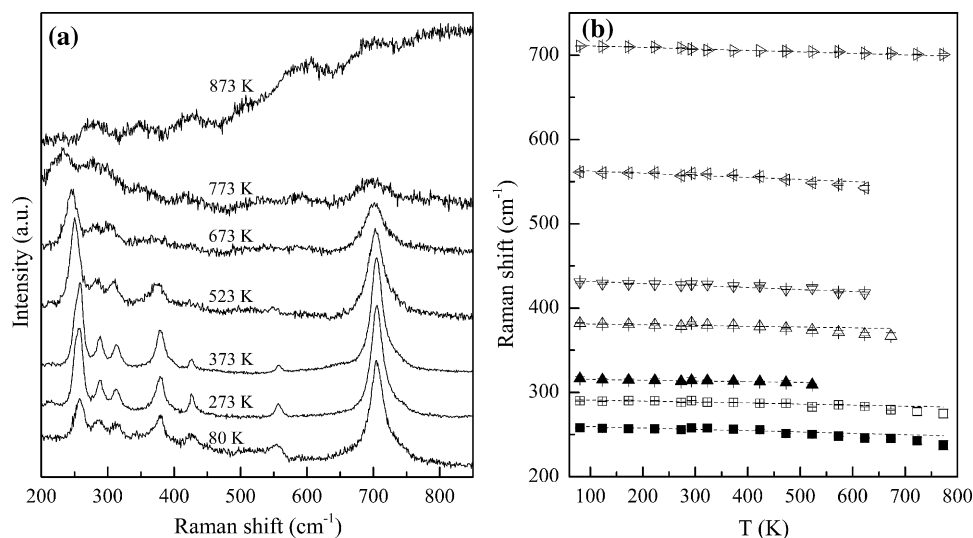 (a)
873 K
773 K
673 K
523 K
373 K
273 K
80 K
Intensity (a.u.)
200 300 400 500 600 700 800
Raman shift (cm⁻¹)
(b)
700
600
500
400
300
200
Raman shift (cm⁻¹)
100 200 300 400 500 600 700 800
T (K)